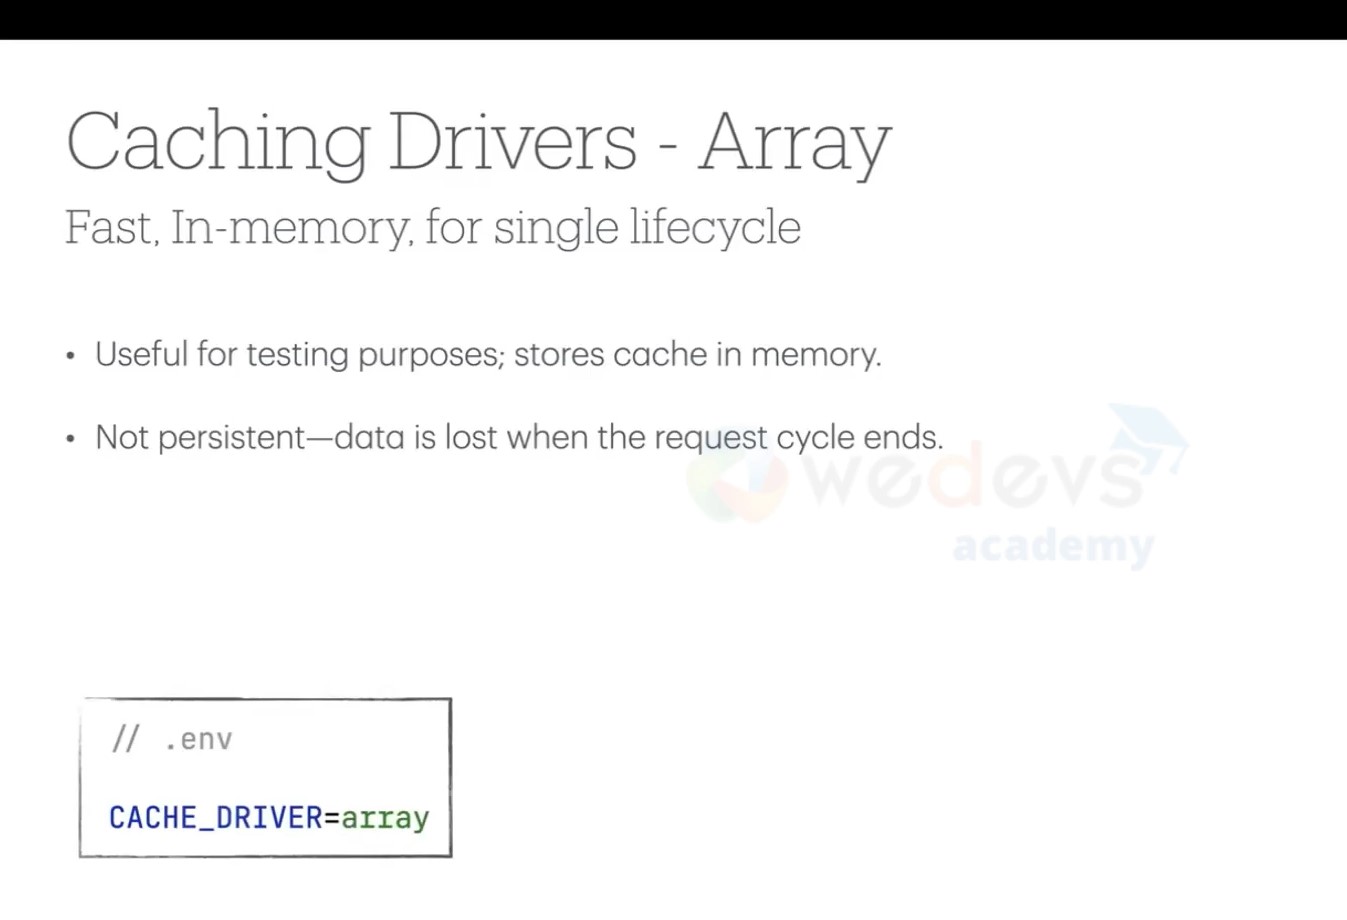 Caching Drivers - Array
Fast, In-memory, for single lifecycle
• Useful for testing purposes; stores cache in memory.
• Not persistent—data is lost when the request cycle ends.
wedevs
academy
// .env
CACHE_DRIVER=array